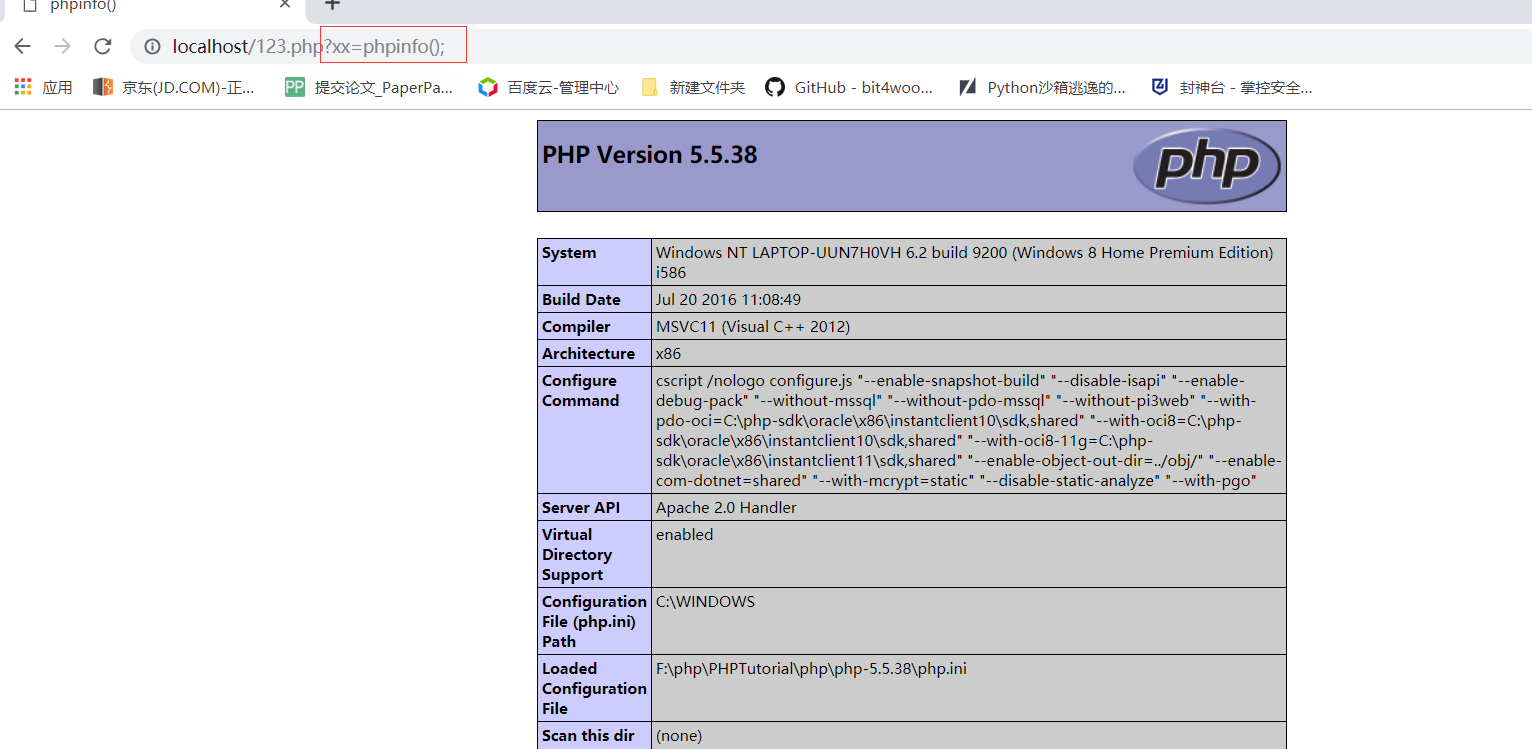 phpinfo()
localhost/123.php?xx=phpinfo();
应用
京东(JD.COM)-正...
PP 提交论文_PaperPa...
百度云-管理中心
新建文件夹
GitHub - bit4woo...
Python沙箱逃逸的...
封神台 - 掌控安全...
PHP Version 5.5.38
php
System
Windows NT LAPTOP-UUN7H0VH 6.2 build 9200 (Windows 8 Home Premium Edition)
i586
Build Date
Jul 20 2016 11:08:49
Compiler
MSVC11 (Visual C++ 2012)
Architecture
x86
Configure
Command
cscript /nologo configure.js "--enable-snapshot-build" "--disable-isapi" "--enable-
debug-pack" "--without-mssql" "--without-pdo-mssql" "--without-pi3web" "--with-
pdo-oci=C:\php-sdk\oracle\x86\instantclient10\sdk,shared" "--with-oci8=C:\php-
sdk\oracle\x86\instantclient10\sdk,shared" "--with-oci8-11g=C:\php-
sdk\oracle\x86\instantclient11\sdk,shared" "--enable-object-out-dir=../obj/" "--enable-
com-dotnet=shared" "--with-mcrypt=static" "--disable-static-analyze" "--with-pgo"
Server API
Apache 2.0 Handler
Virtual
Directory
Support
enabled
Configuration
File (php.ini)
Path
C:\WINDOWS
Loaded
Configuration
File
F:\php\PHPTutorial\php\php-5.5.38\php.ini
Scan this dir
(none)